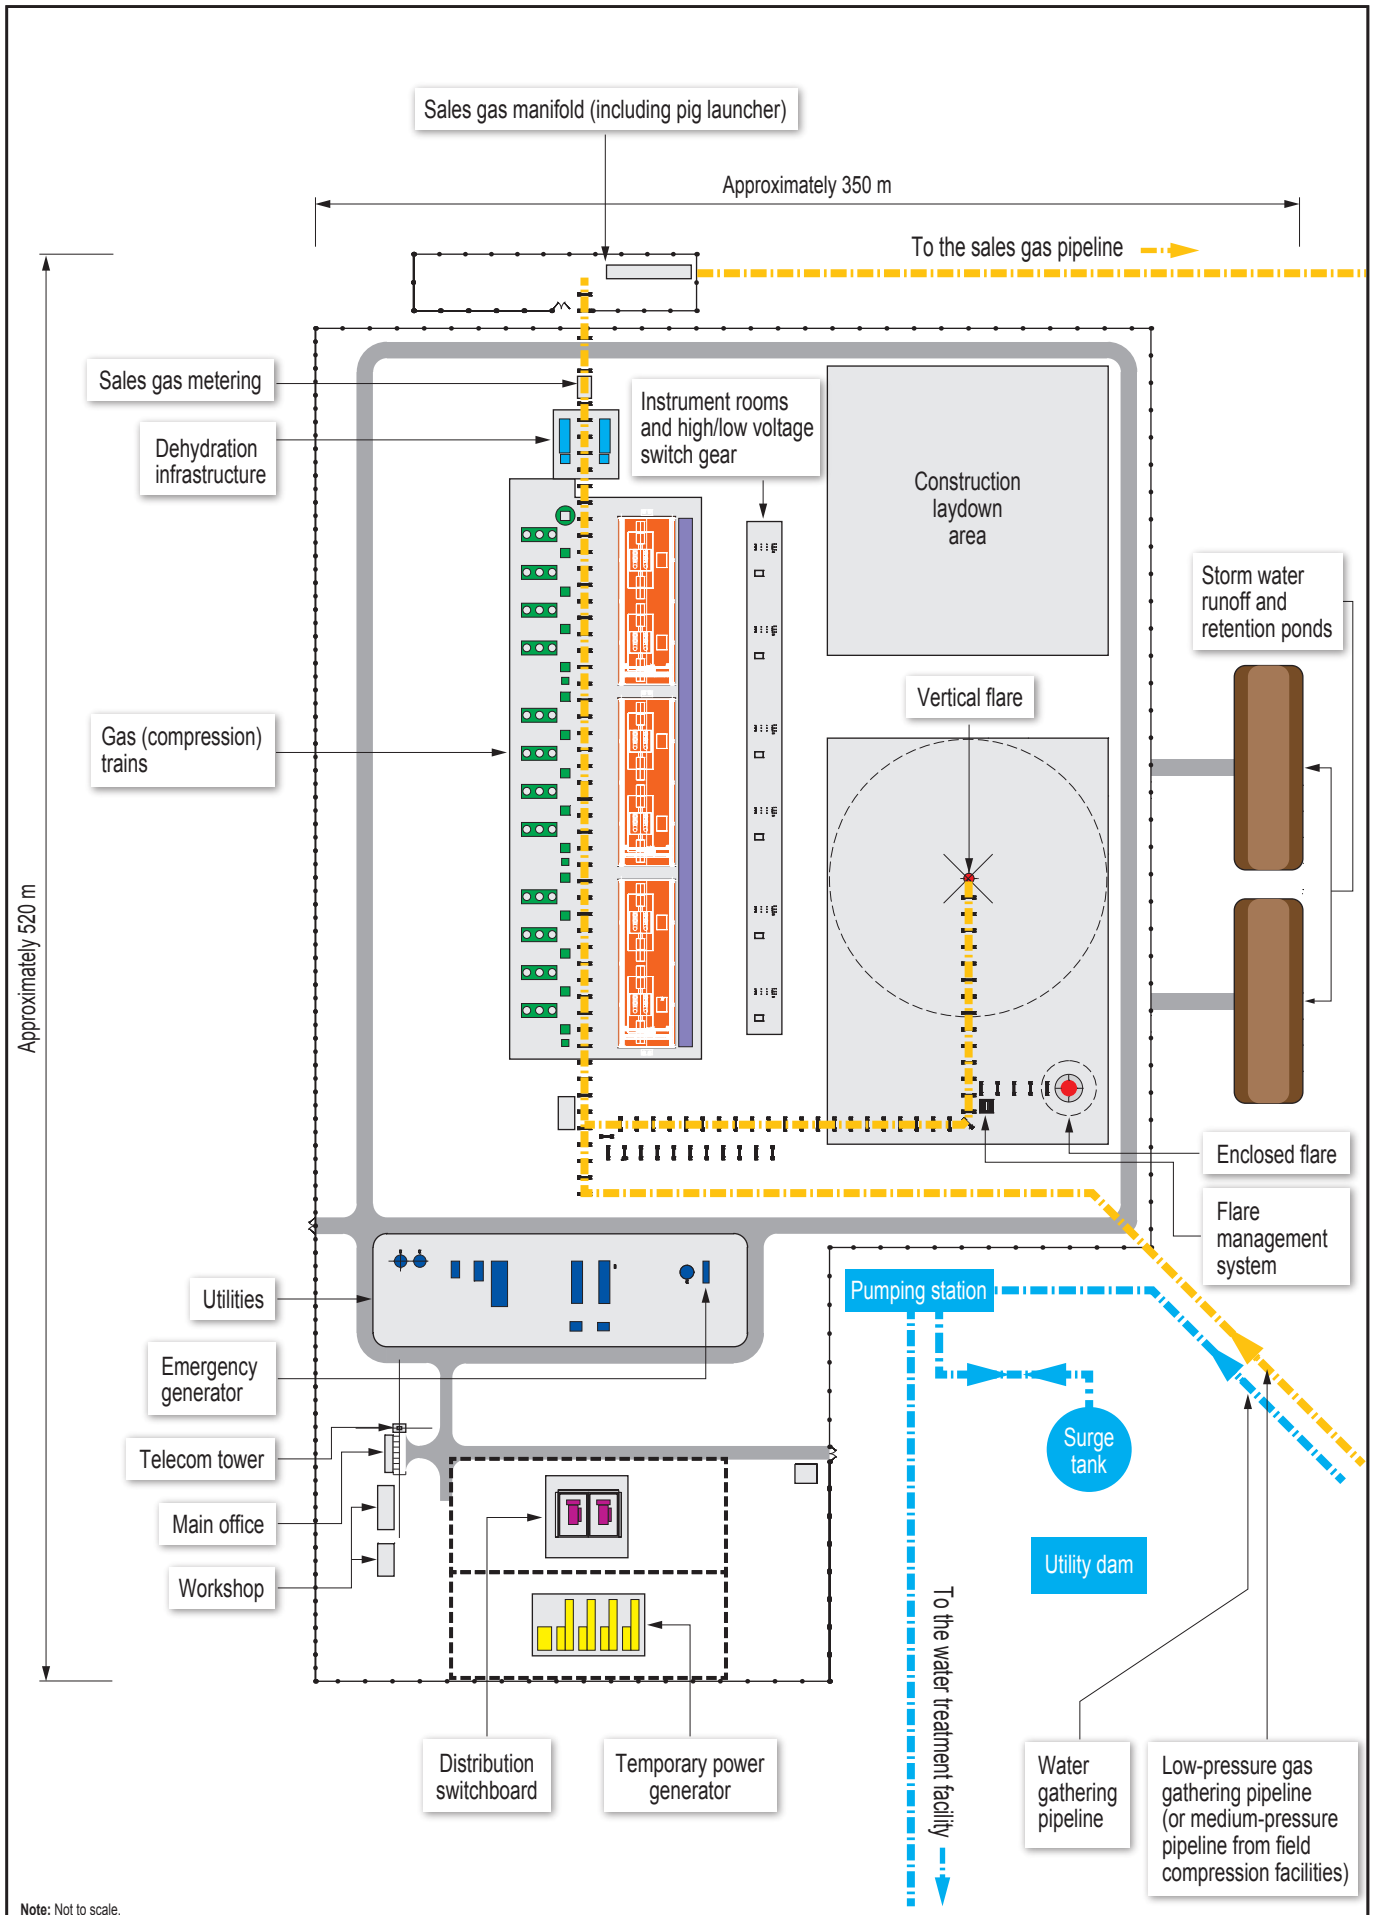 Sales gas manifold (including pig launcher)
Approximately 350 m
To the sales gas pipeline
Sales gas metering
Instrument rooms
and high/low voltage
switch gear
Dehydration
infrastructure
Construction
laydown
area
Storm water
runoff and
retention ponds
Vertical flare
Gas (compression)
trains
Approximately 520 m
Enclosed flare
Flare
management
system
Pumping station
Utilities
Emergency
generator
Telecom tower
Surge
tank
Main office
Utility dam
Workshop
To the water treatment facility
Distribution
switchboard
Temporary power
generator
Water
gathering
pipeline
Low-pressure gas
gathering pipeline
(or medium-pressure
pipeline from field
compression facilities)
Note: Not to scale.